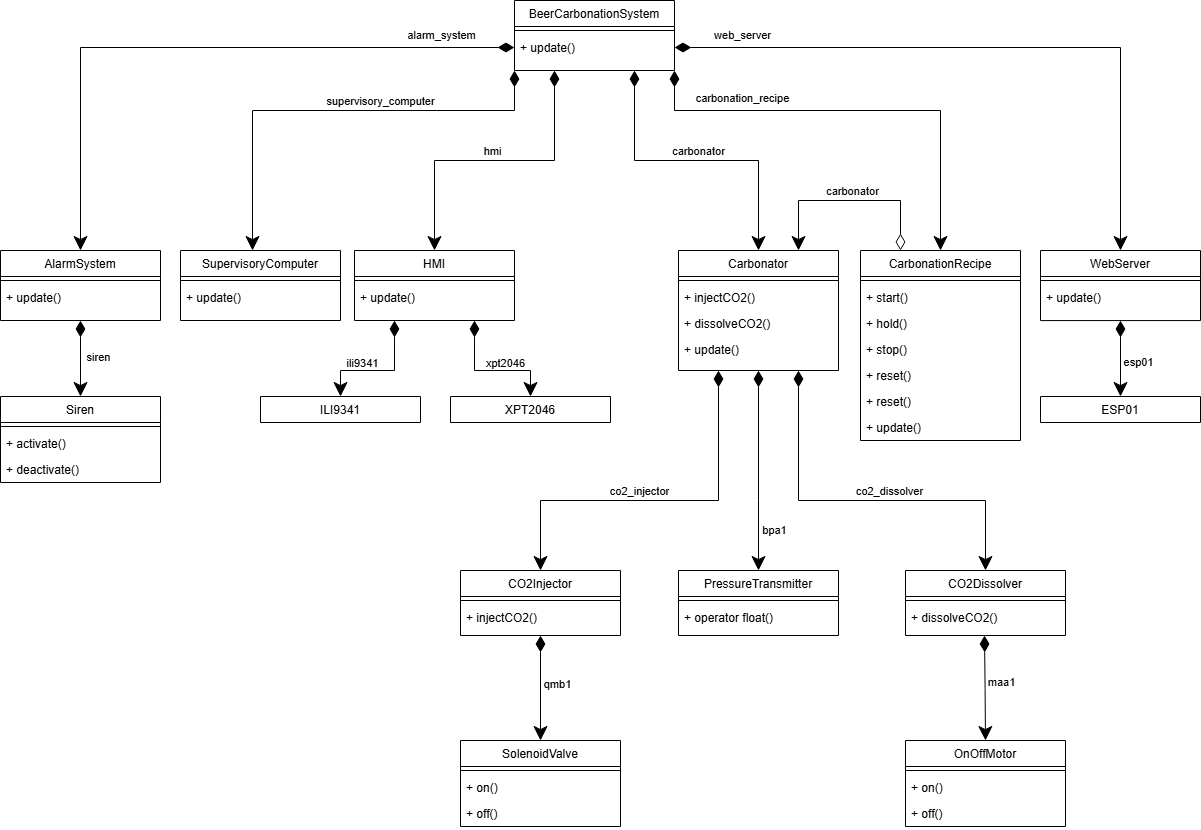 BeerCarbonationSystem
+ update()
alarm_system
web_server
supervisory_computer
carbonation_recipe
hmi
carbonator
carbonator
AlarmSystem
+ update()
SupervisoryComputer
+ update()
HMI
+ update()
Carbonator
+ injectCO2()
+ dissolveCO2()
+ update()
CarbonationRecipe
+ start()
+ hold()
+ stop()
+ reset()
+ reset()
+ update()
WebServer
+ update()
siren
ili9341
xpt2046
esp01
Siren
+ activate()
+ deactivate()
ILI9341
XPT2046
ESP01
co2_injector
bpa1
co2_dissolver
CO2Injector
+ injectCO2()
PressureTransmitter
+ operator float()
CO2Dissolver
+ dissolveCO2()
qmb1
maa1
SolenoidValve
+ on()
+ off()
OnOffMotor
+ on()
+ off()